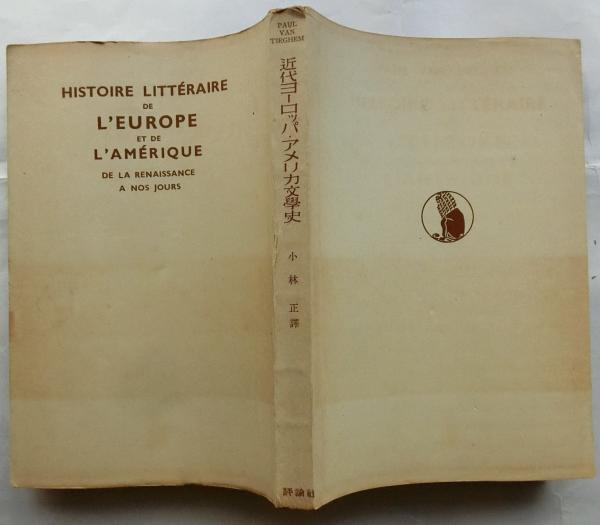 HISTOIRE LITTÉRAIRE
DE
L'EUROPE
ET DE
L'AMÉRIQUE
DE LA RENAISSANCE
A NOS JOURS
PAUL
VAN
TIEGHEM
近代ヨーロッパ・アメリカ文學史
小林正譯
評論社